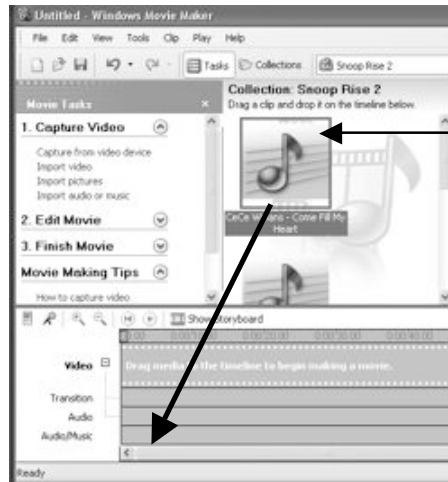 Untitled - Windows Movie Maker
File Edit View Tools Clip Play Help
Tasks Collections Snoop Rise 2
Movie Tasks ×
Collection: Snoop Rise 2
Drag a clip and drop it on the timeline below.
1. Capture Video
Capture from video device
Import video
Import pictures
Import audio or music
2. Edit Movie
3. Finish Movie
Movie Making Tips
How to capture video
CeCe Winans - Come Fill My
Heart
Show Storyboard
Video
Drag media to the timeline to begin making a movie.
Transition
Audio
Audio/Music
Ready